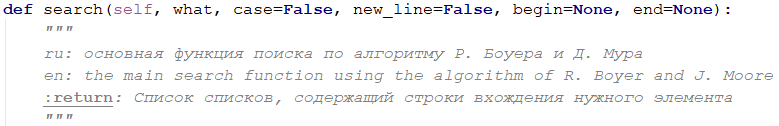 def search(self, what, case=False, new_line=False, begin=None, end=None):
"""
ru: основная функция поиска по алгоритму Р. Боуера и Д. Мура
en: the main search function using the algorithm of R. Boyer and J. Moore
:return: Список списков, содержащий строки вхождения нужного элемента
"""